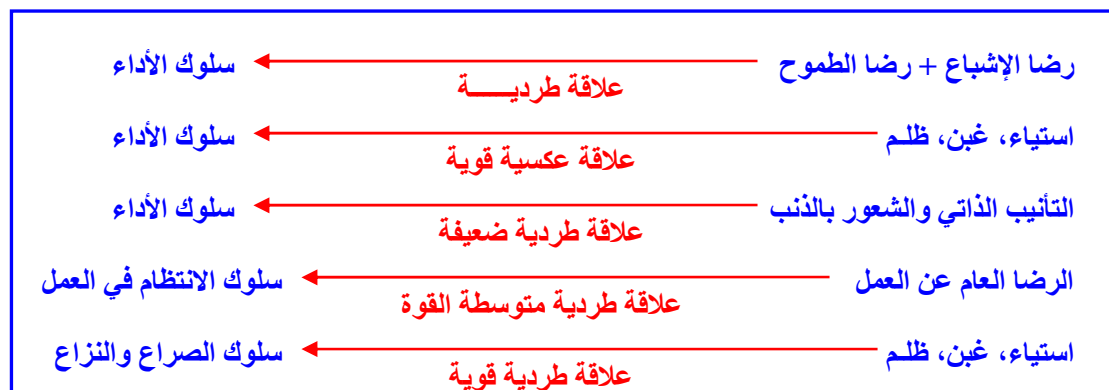 رضا الإشباع + رضا الطموح سلوك الأداء
علاقة طرديـــــة
استياء، غبن، ظلـم سلوك الأداء
علاقة عكسية قوية
التأنيب الذاتي والشعور بالذنب سلوك الأداء
علاقة طردية ضعيفة
الرضا العام عن العمل سلوك الانتظام في العمل
علاقة طردية متوسطة القوة
استياء، غبن، ظلـم سلوك الصراع والنزاع
علاقة طردية قوية